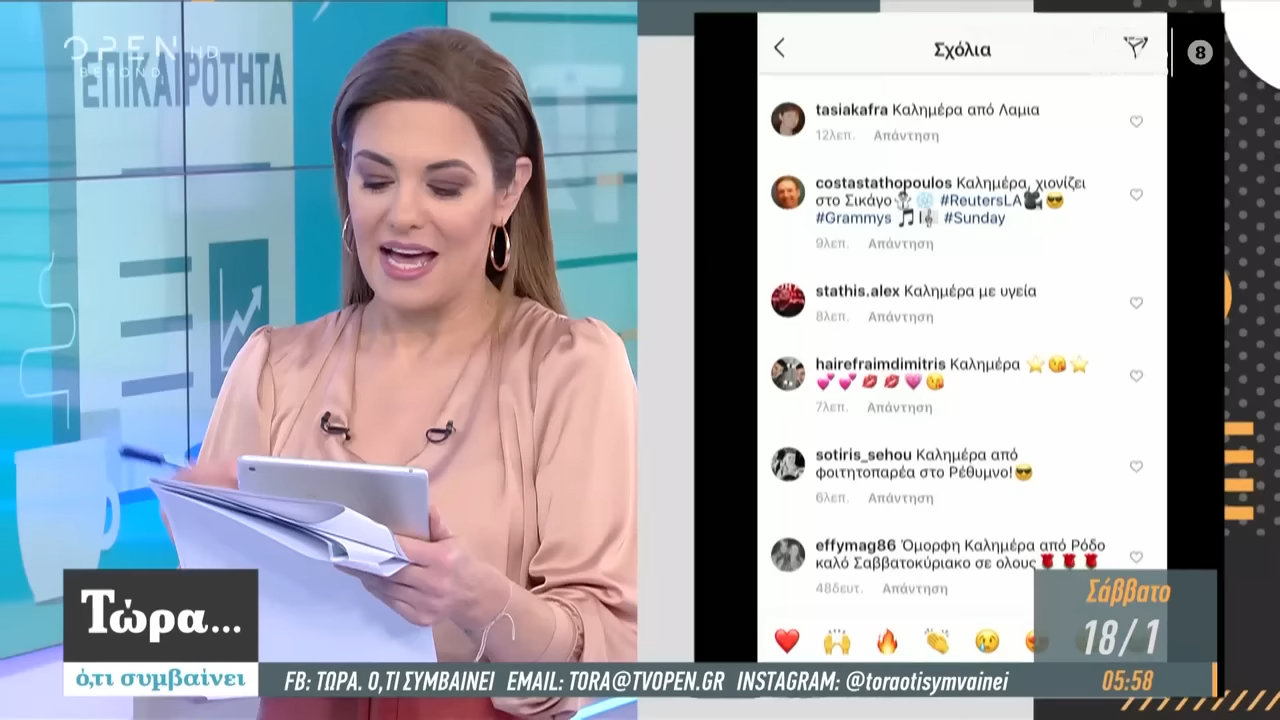 OPEN HD
BEYOND
ΕΠΙΚΑΙΡΟΤΗΤΑ
8
Σχόλια
tasiakafra Καλημέρα από Λαμια
12λεπ. Απάντηση
costastathopoulos Καλημέρα, χιονίζει
στο Σικάγο⛄❄️ #ReutersLA🎥😎
#Grammys 🎵|🎼 #Sunday
9λεπ. Απάντηση
stathis.alex Καλημέρα με υγεία
8λεπ. Απάντηση
hairefraimdimitris Καλημέρα ⭐😘⭐
💕💕💋💋💗😘
7λεπ. Απάντηση
sotiris_sehou Καλημέρα από
φοιτητοπαρέα στο Ρέθυμνο!😎
6λεπ. Απάντηση
effymag86 Όμορφη Καλημέρα από Ρόδο
καλό Σαββατοκύριακο σε ολους🌹🌹🌹
48δευτ. Απάντηση
Τώρα...
ό,τι συμβαίνει
FB: ΤΩΡΑ. Ο,ΤΙ ΣΥΜΒΑΙΝΕΙ EMAIL: TORA@TVOPEN.GR INSTAGRAM: @toraotisymvainei
Σάββατο
18/1
05:58